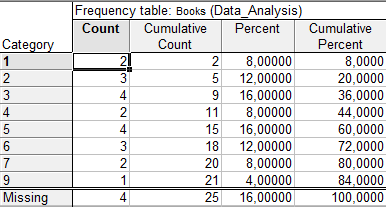 Frequency table: Books (Data_Analysis)
Category Count Cumulative Count Percent Cumulative Percent
1 2 2 8,00000 8,0000
2 3 5 12,00000 20,0000
3 4 9 16,00000 36,0000
4 2 11 8,00000 44,0000
5 4 15 16,00000 60,0000
6 3 18 12,00000 72,0000
7 2 20 8,00000 80,0000
9 1 21 4,00000 84,0000
Missing 4 25 16,00000 100,0000